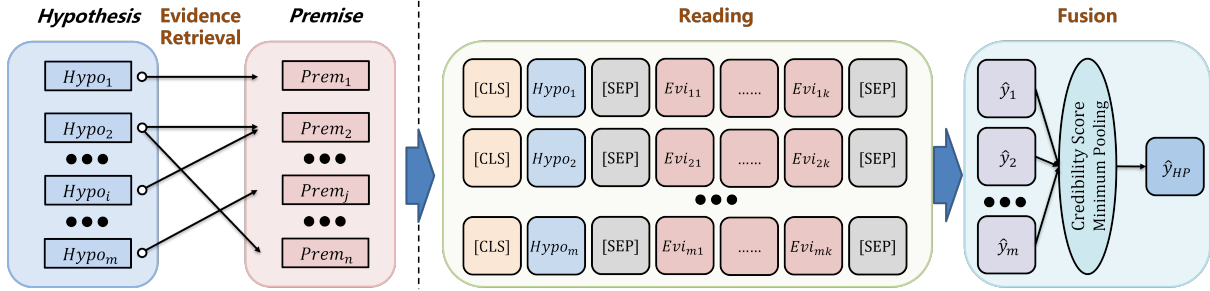 Hypothesis
Evidence
Retrieval
Premise
Hypo₁
Hypo₂
●●●
Hypoᵢ
●●●
Hypoₘ
Prem₁
Prem₂
●●●
Premⱼ
●●●
Premₙ
Reading
[CLS] Hypo₁ [SEP] Evi₁₁ ...... Evi₁ₖ [SEP]
[CLS] Hypo₂ [SEP] Evi₂₁ ...... Evi₂ₖ [SEP]
●●●
[CLS] Hypoₘ [SEP] Eviₘ₁ ...... Eviₘₖ [SEP]
Fusion
ŷ₁
ŷ₂
●●●
ŷₘ
Credibility Score
Minimum Pooling
ŷ_HP